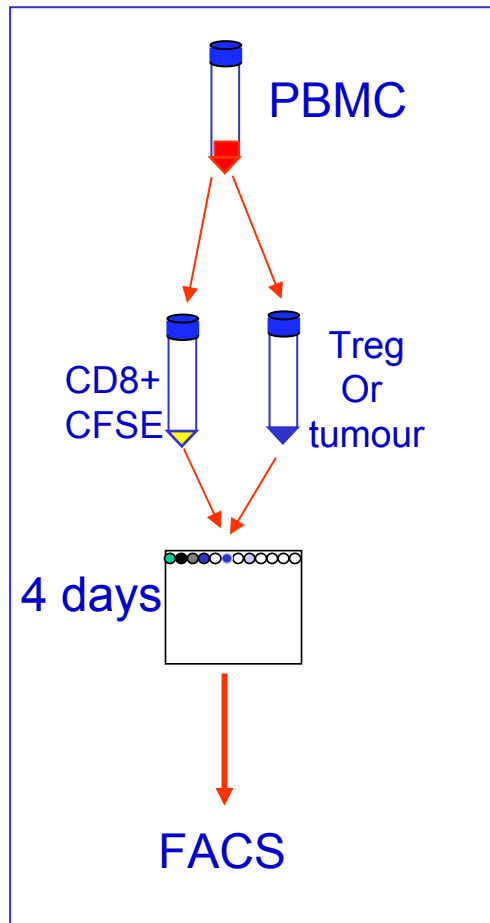 PBMC
CD8+
CFSE
Treg
Or
tumour
4 days
FACS